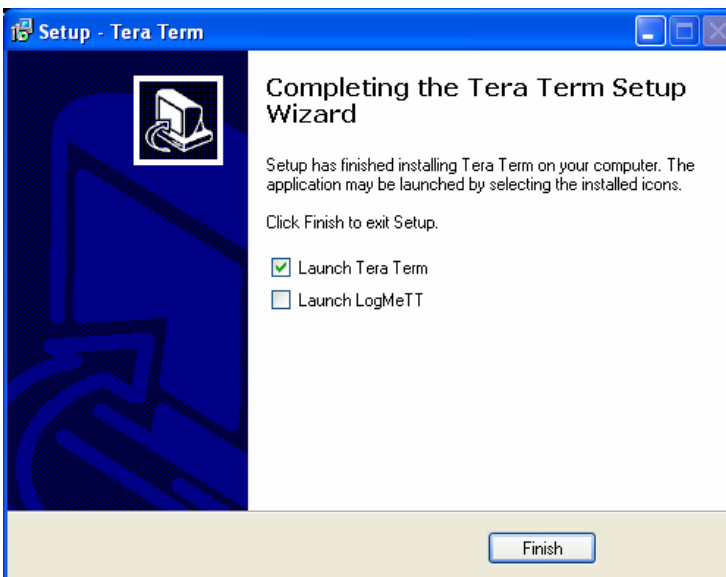 Setup - Tera Term
Completing the Tera Term Setup
Wizard
Setup has finished installing Tera Term on your computer. The
application may be launched by selecting the installed icons.
Click Finish to exit Setup.
Launch Tera Term
Launch LogMeTT
Finish